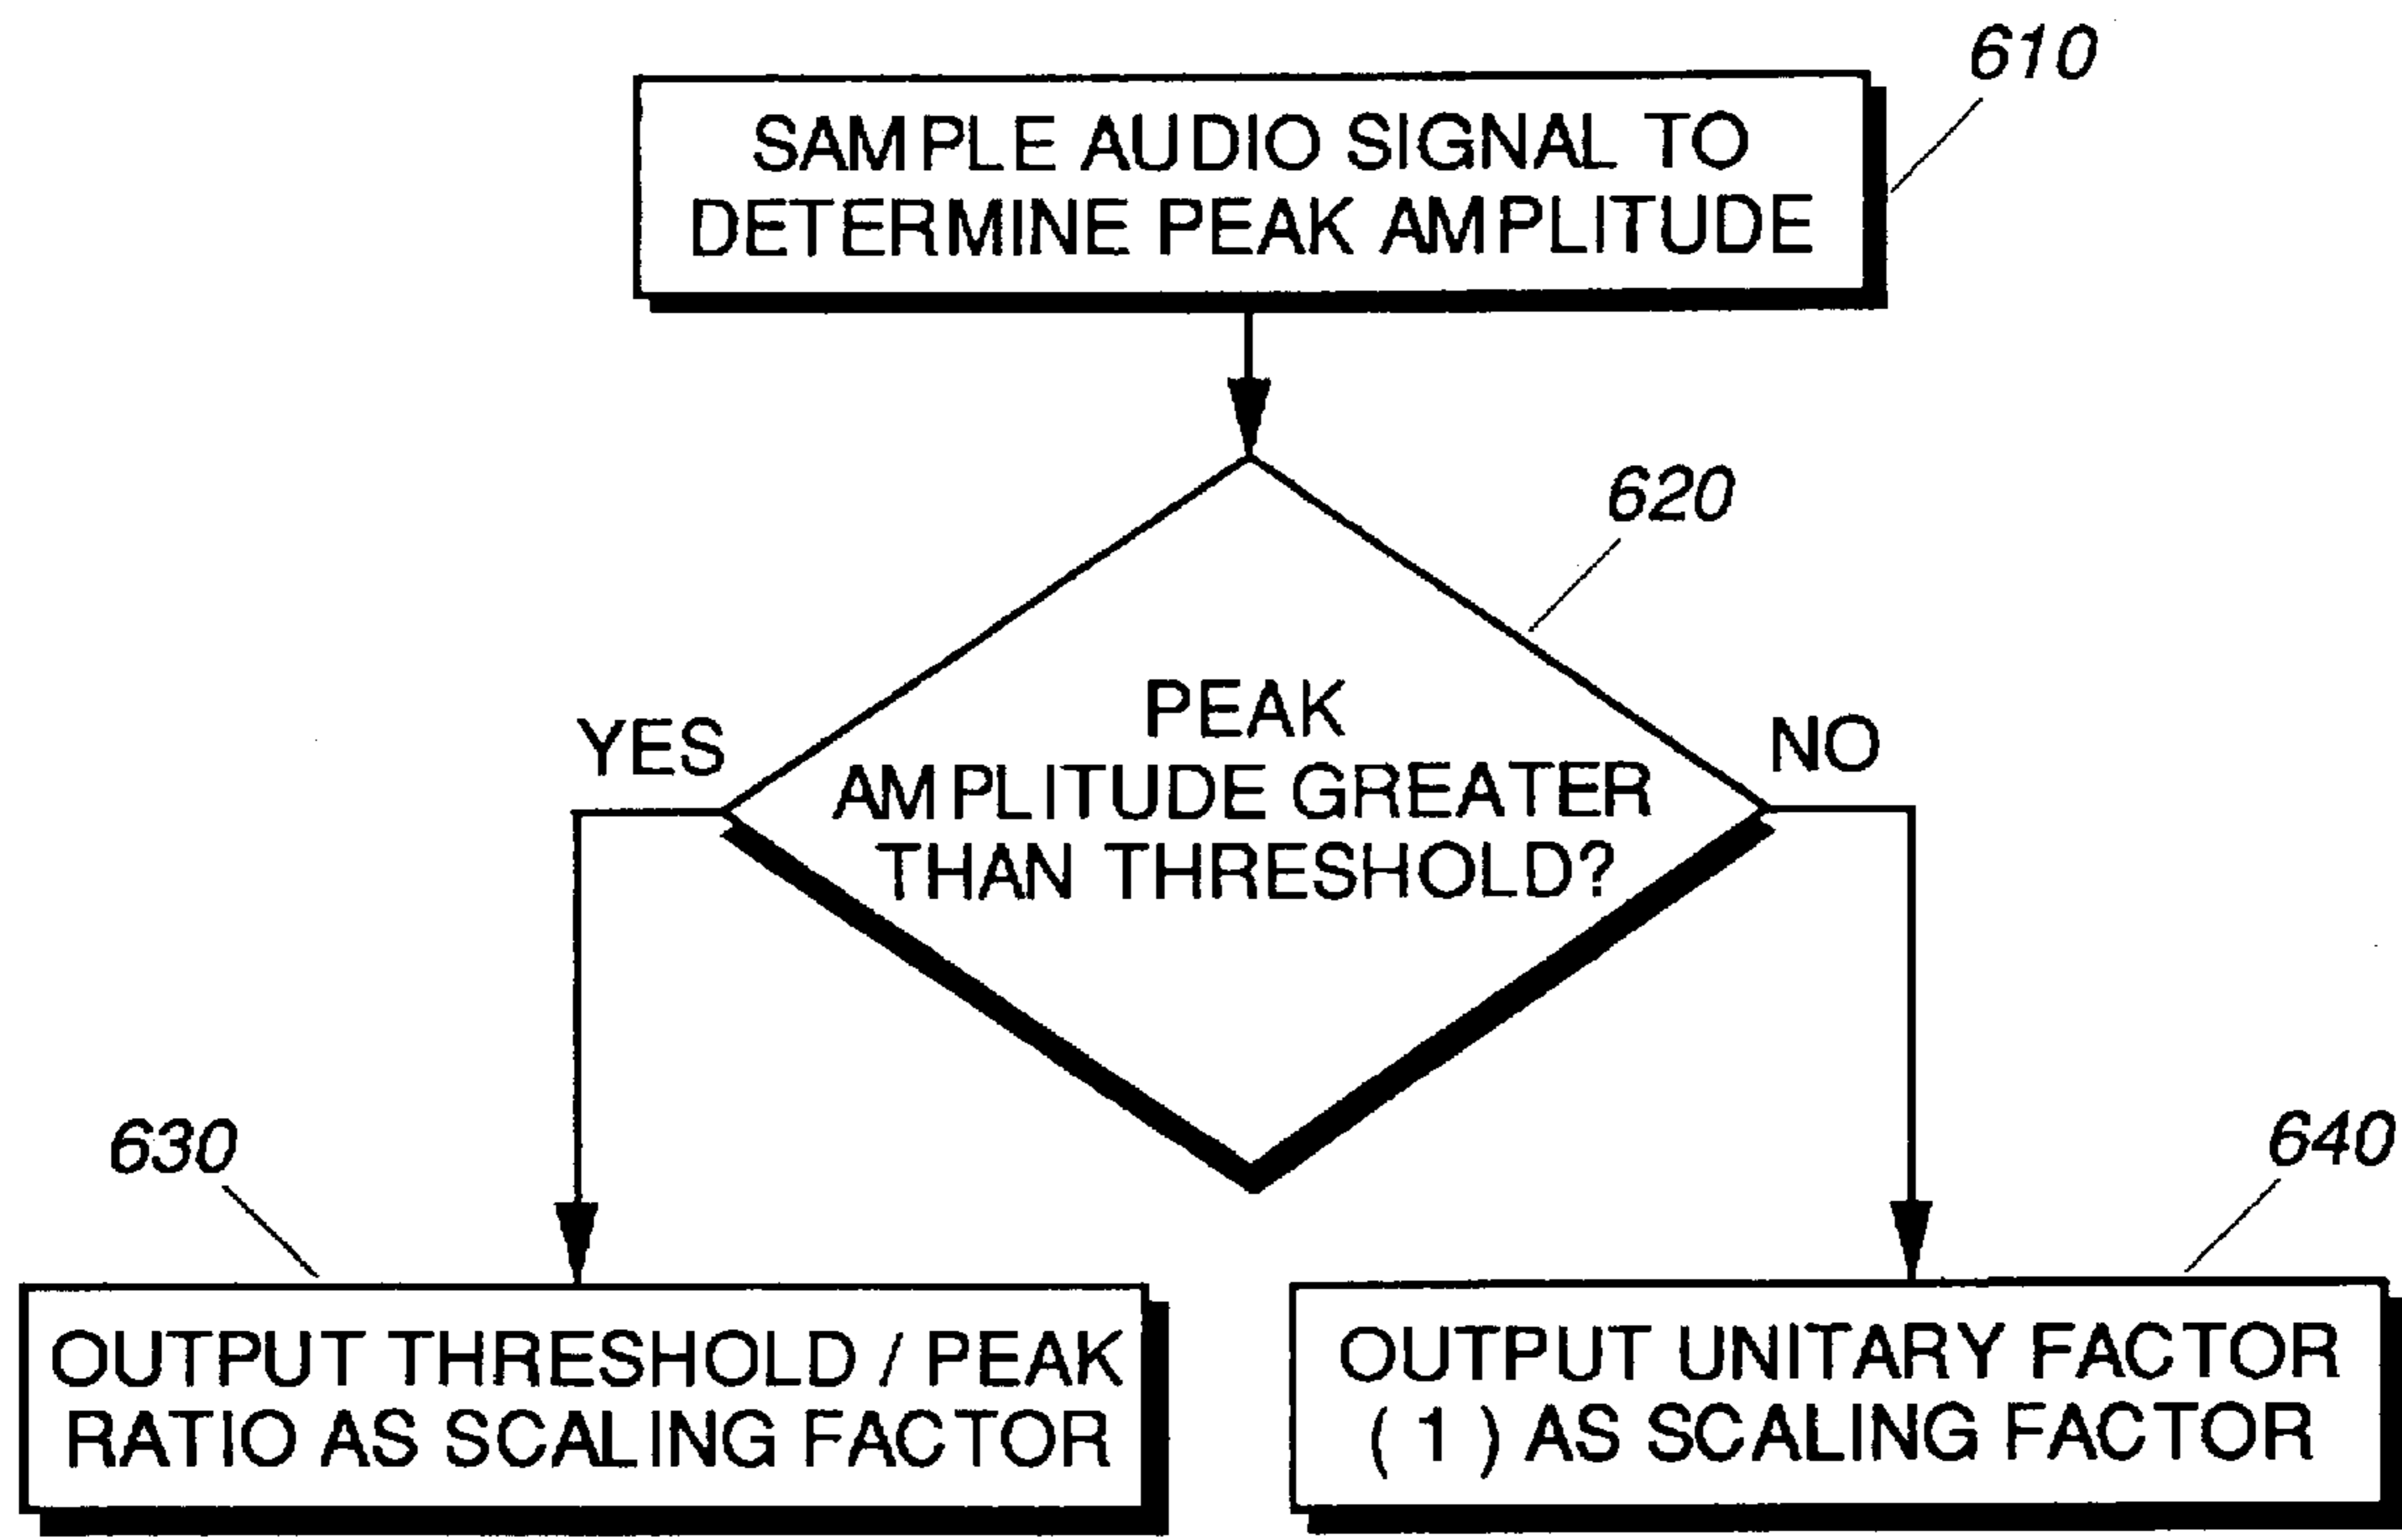 610
SAMPLE AUDIO SIGNAL TO
DETERMINE PEAK AMPLITUDE
620
PEAK
AMPLITUDE GREATER
THAN THRESHOLD?
YES
NO
630
OUTPUT THRESHOLD / PEAK
RATIO AS SCALING FACTOR
640
OUTPUT UNITARY FACTOR
( 1 ) AS SCALING FACTOR